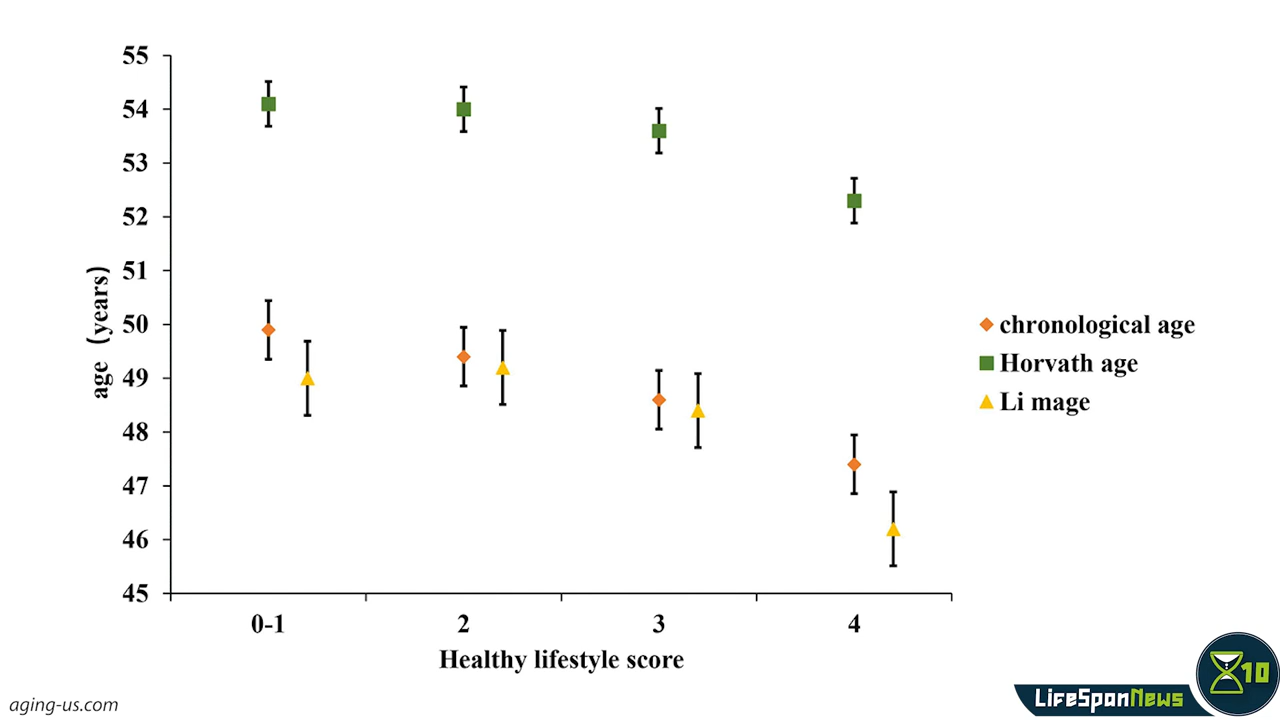 55
54
53
52
51
50
49
48
47
46
45
age (years)
0-1 2 3 4
Healthy lifestyle score
chronological age
Horvath age
Li mage
aging-us.com
LifeSpanNews
10